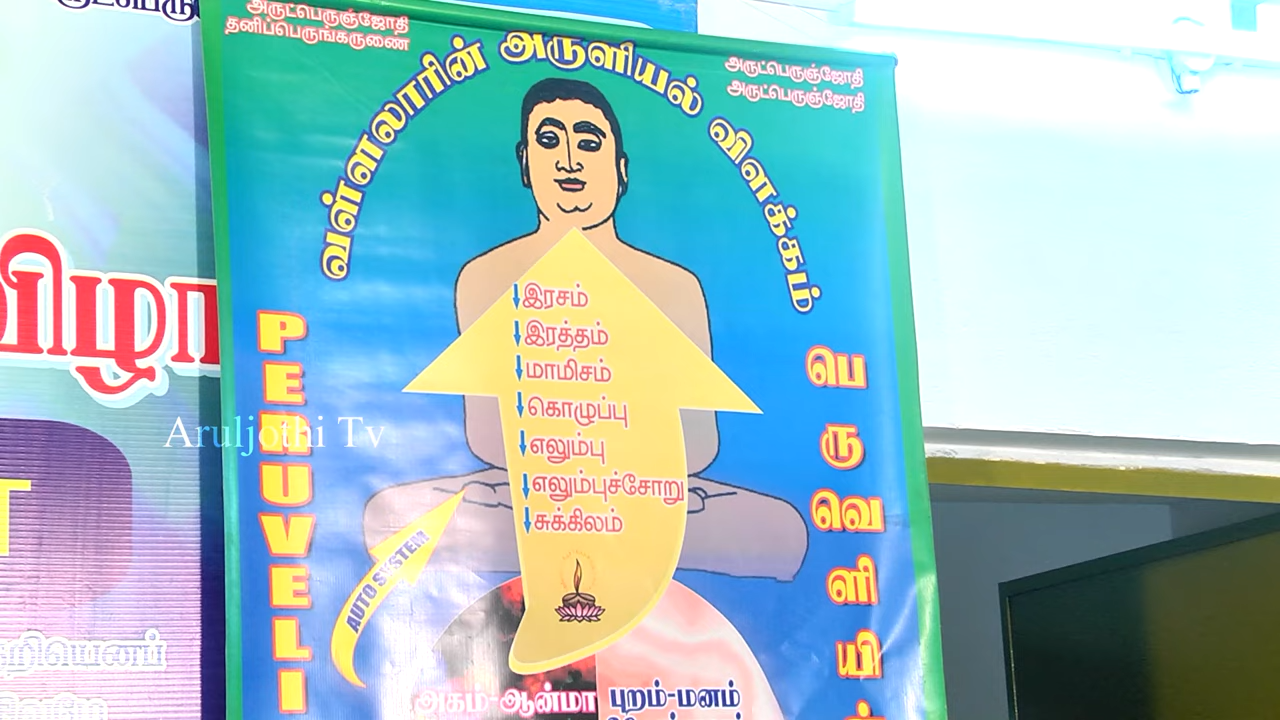 அருட்பெருஞ்ஜோதி
தனிப்பெருங்கருணை
அருட்பெருஞ்ஜோதி
அருட்பெருஞ்ஜோதி
வள்ளலாரின் அருளியல் விளக்கம்
இரசம்
இரத்தம்
மாமிசம்
கொழுப்பு
எலும்பு
எலும்புச்சோறு
சுக்கிலம்
AUTO SYSTEM
PERUVELI
பெருவெளியி
அகம்-ஆன்மா
புறம்-மனம்
விழா
Aruljothi Tv